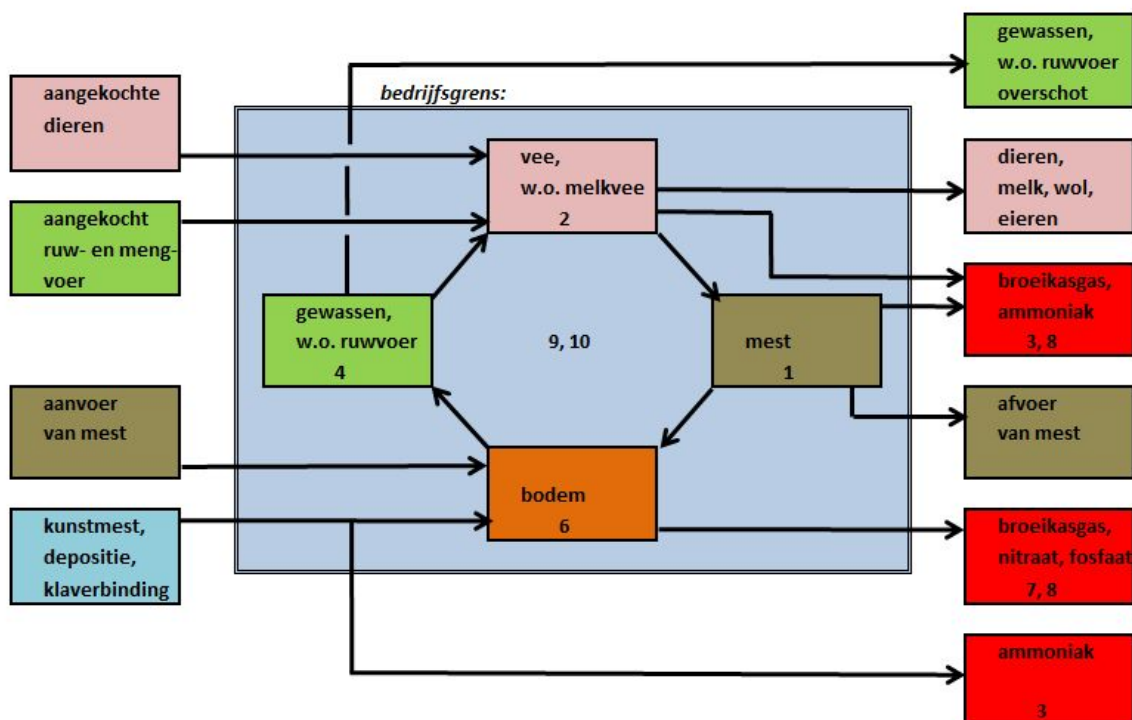 gewassen,
w.o. ruwvoer
overschot
aangekochte
dieren
bedrijfsgrens:
vee,
w.o. melkvee
2
dieren,
melk, wol,
eieren
aangekocht
ruw- en meng-
voer
broeikasgas,
ammoniak
3, 8
gewassen,
w.o. ruwvoer
4
9, 10
mest
1
aanvoer
van mest
afvoer
van mest
bodem
6
kunstmest,
depositie,
klaverbinding
broeikasgas,
nitraat, fosfaat
7, 8
ammoniak
3